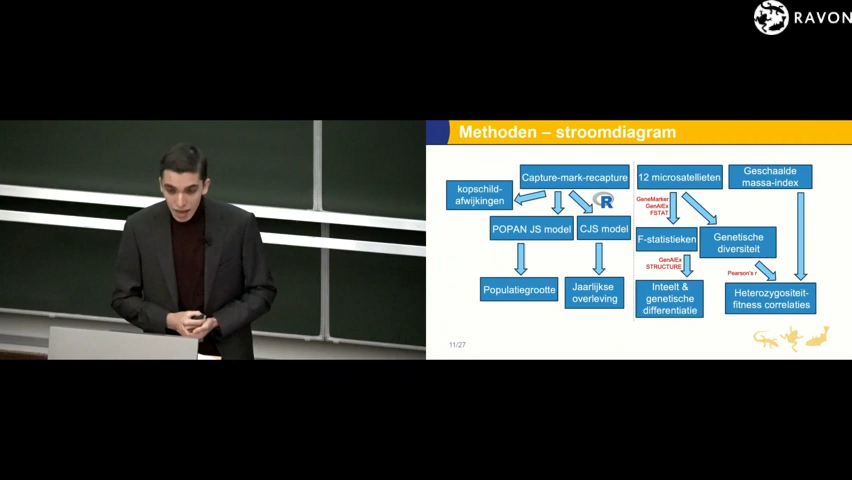 RAVON
Methoden – stroomdiagram
Capture-mark-recapture
12 microsatellieten
Geschaalde
massa-index
kopschild-
afwijkingen
R
GeneMarker
GenAlEx
FSTAT
POPAN JS model
CJS model
F-statistieken
Genetische
diversiteit
GenAlEx
STRUCTURE
Pearson's r
Populatiegrootte
Jaarlijkse
overleving
Inteelt &
genetische
differentiatie
Heterozygositeit-
fitness correlaties
11/27